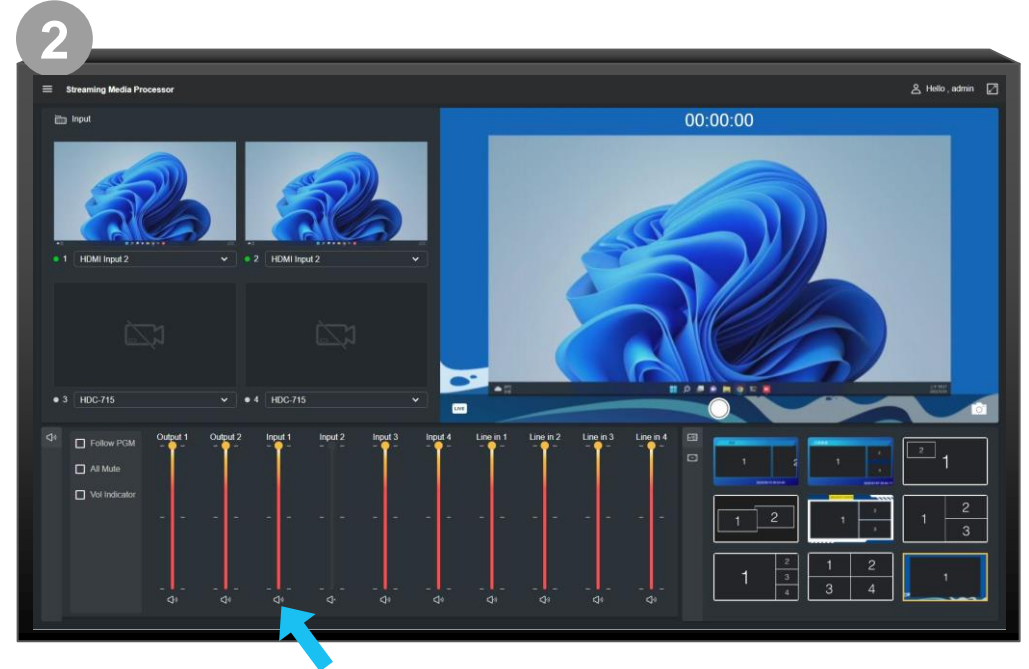 2
Streaming Media Processor
Hello , admin
Input
00:00:00
1 HDMI Input 2
2 HDMI Input 2
3 HDC-715
4 HDC-715
LIVE
Follow PGM
All Mute
Vol Indicator
Output 1 Output 2 Input 1 Input 2 Input 3 Input 4 Line in 1 Line in 2 Line in 3 Line in 4
1
1
2 1
1 2
1 2 3
1 2 3
1 2 3 4
1 2
3 4
1